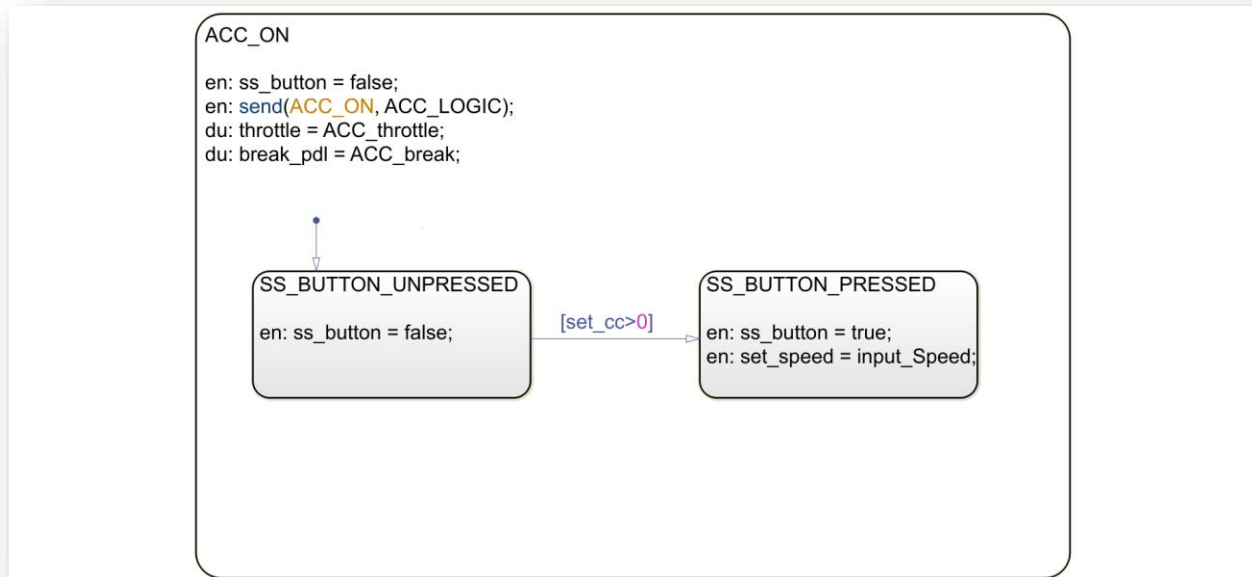 ACC_ON
en: ss_button = false;
en: send(ACC_ON, ACC_LOGIC);
du: throttle = ACC_throttle;
du: break_pdl = ACC_break;
SS_BUTTON_UNPRESSED
en: ss_button = false;
[set_cc>0]
SS_BUTTON_PRESSED
en: ss_button = true;
en: set_speed = input_Speed;